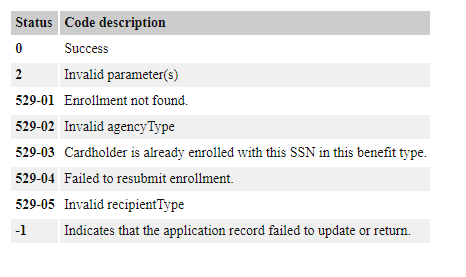 Status Code description
0 Success
2 Invalid parameter(s)
529-01 Enrollment not found.
529-02 Invalid agencyType
529-03 Cardholder is already enrolled with this SSN in this benefit type.
529-04 Failed to resubmit enrollment.
529-05 Invalid recipientType
-1 Indicates that the application record failed to update or return.